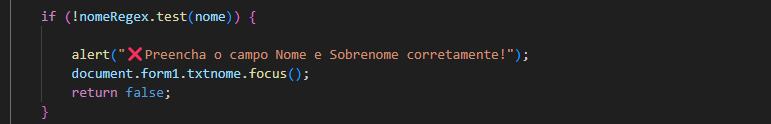 if (!nomeRegex.test(nome)) {
alert("❌Preencha o campo Nome e Sobrenome corretamente!");
document.form1.txtnome.focus();
return false;
}